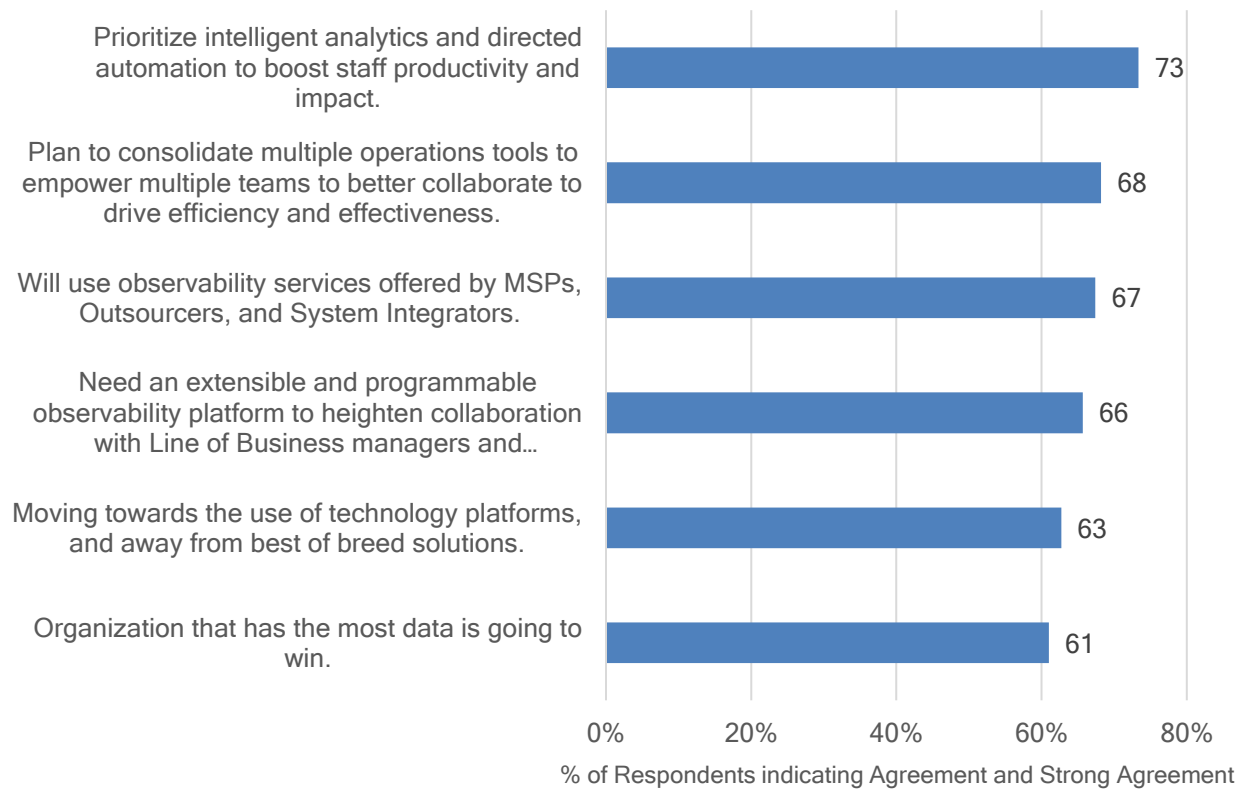 Prioritize intelligent analytics and directed
automation to boost staff productivity and
impact.
73
Plan to consolidate multiple operations tools to
empower multiple teams to better collaborate to
drive efficiency and effectiveness.
68
Will use observability services offered by MSPs,
Outsourcers, and System Integrators.
67
Need an extensible and programmable
observability platform to heighten collaboration
with Line of Business managers and…
66
Moving towards the use of technology platforms,
and away from best of breed solutions.
63
Organization that has the most data is going to
win.
61
0% 20% 40% 60% 80%
% of Respondents indicating Agreement and Strong Agreement